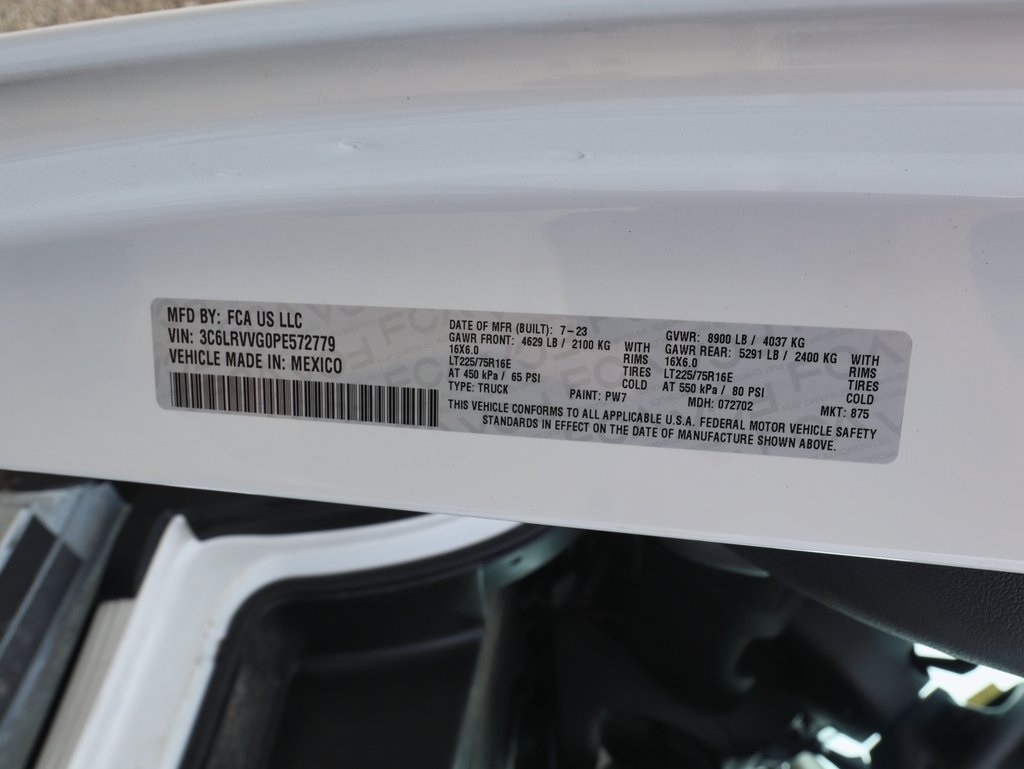 MFD BY: FCA US LLC
VIN: 3C6LRVVG0PE572779
VEHICLE MADE IN: MEXICO
DATE OF MFR (BUILT): 7-23
GAWR FRONT: 4629 LB / 2100 KG WITH
16X6.0 RIMS
LT225/75R16E TIRES
AT 450 kPa / 65 PSI COLD
TYPE: TRUCK PAINT: PW7
GVWR: 8900 LB / 4037 KG
GAWR REAR: 5291 LB / 2400 KG WITH
16X6.0 RIMS
LT225/75R16E TIRES
AT 550 kPa / 80 PSI COLD
MDH: 072702 MKT: 875
THIS VEHICLE CONFORMS TO ALL APPLICABLE U.S.A. FEDERAL MOTOR VEHICLE SAFETY
STANDARDS IN EFFECT ON THE DATE OF MANUFACTURE SHOWN ABOVE.